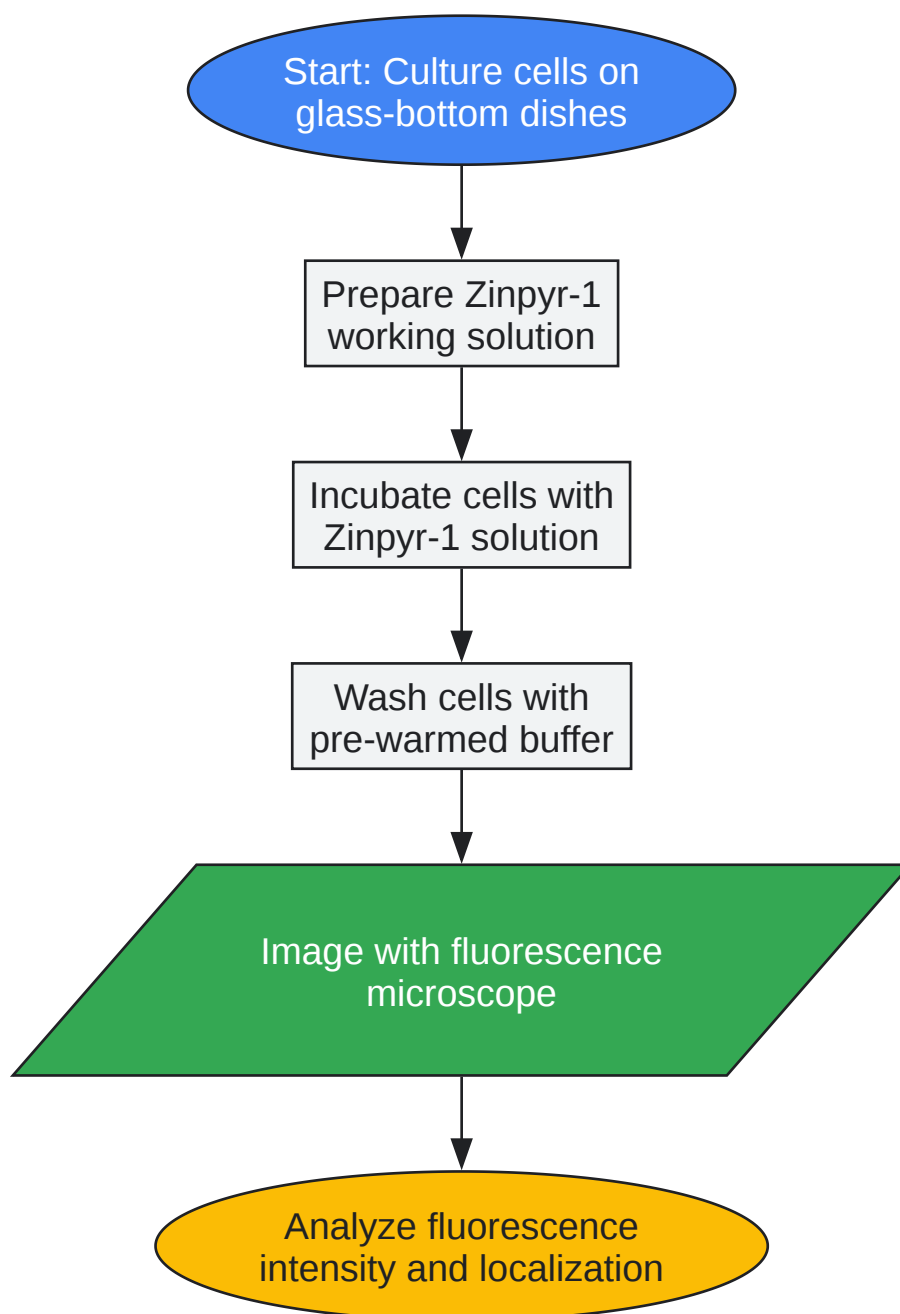 Start: Culture cells on
glass-bottom dishes
Prepare Zinpyr-1
working solution
Incubate cells with
Zinpyr-1 solution
Wash cells with
pre-warmed buffer
Image with fluorescence
microscope
Analyze fluorescence
intensity and localization